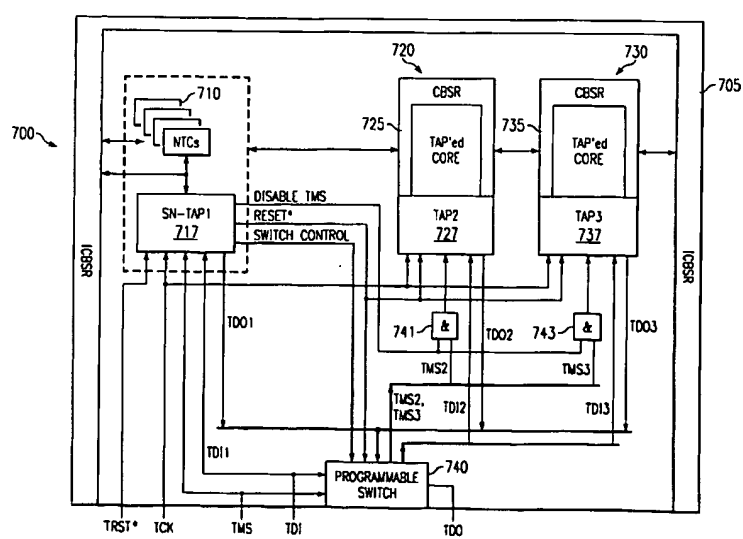 720
730
705
710
CBSR
CBSR
725
735
700
TAP'ed
CORE
TAP'ed
CORE
NTCs
DISABLE TMS
SN-TAP1
717
RESET*
SWITCH CONTROL
TAP2
727
TAP3
737
ICBSR
ICBSR
741
&
743
&
TDO1
TDO2
TDO3
TMS2
TMS3
TMS2,
TMS3
TDI2
TDI3
TDI1
PROGRAMMABLE
SWITCH
740
TRST*
TCK
TMS
TDI
TDO